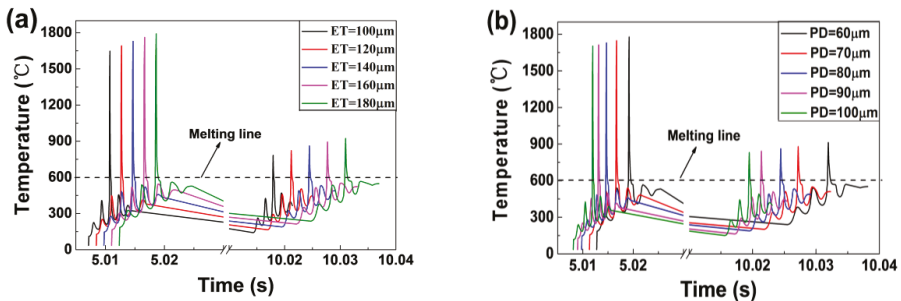 (a)
Temperature (℃)
1800
1500
1200
900
600
300
0
ET=100μm
ET=120μm
ET=140μm
ET=160μm
ET=180μm
Melting line
5.01
5.02
10.02
10.03
10.04
Time (s)
(b)
Temperature (℃)
1800
1500
1200
900
600
300
0
PD=60μm
PD=70μm
PD=80μm
PD=90μm
PD=100μm
Melting line
5.01
5.02
10.02
10.03
10.04
Time (s)